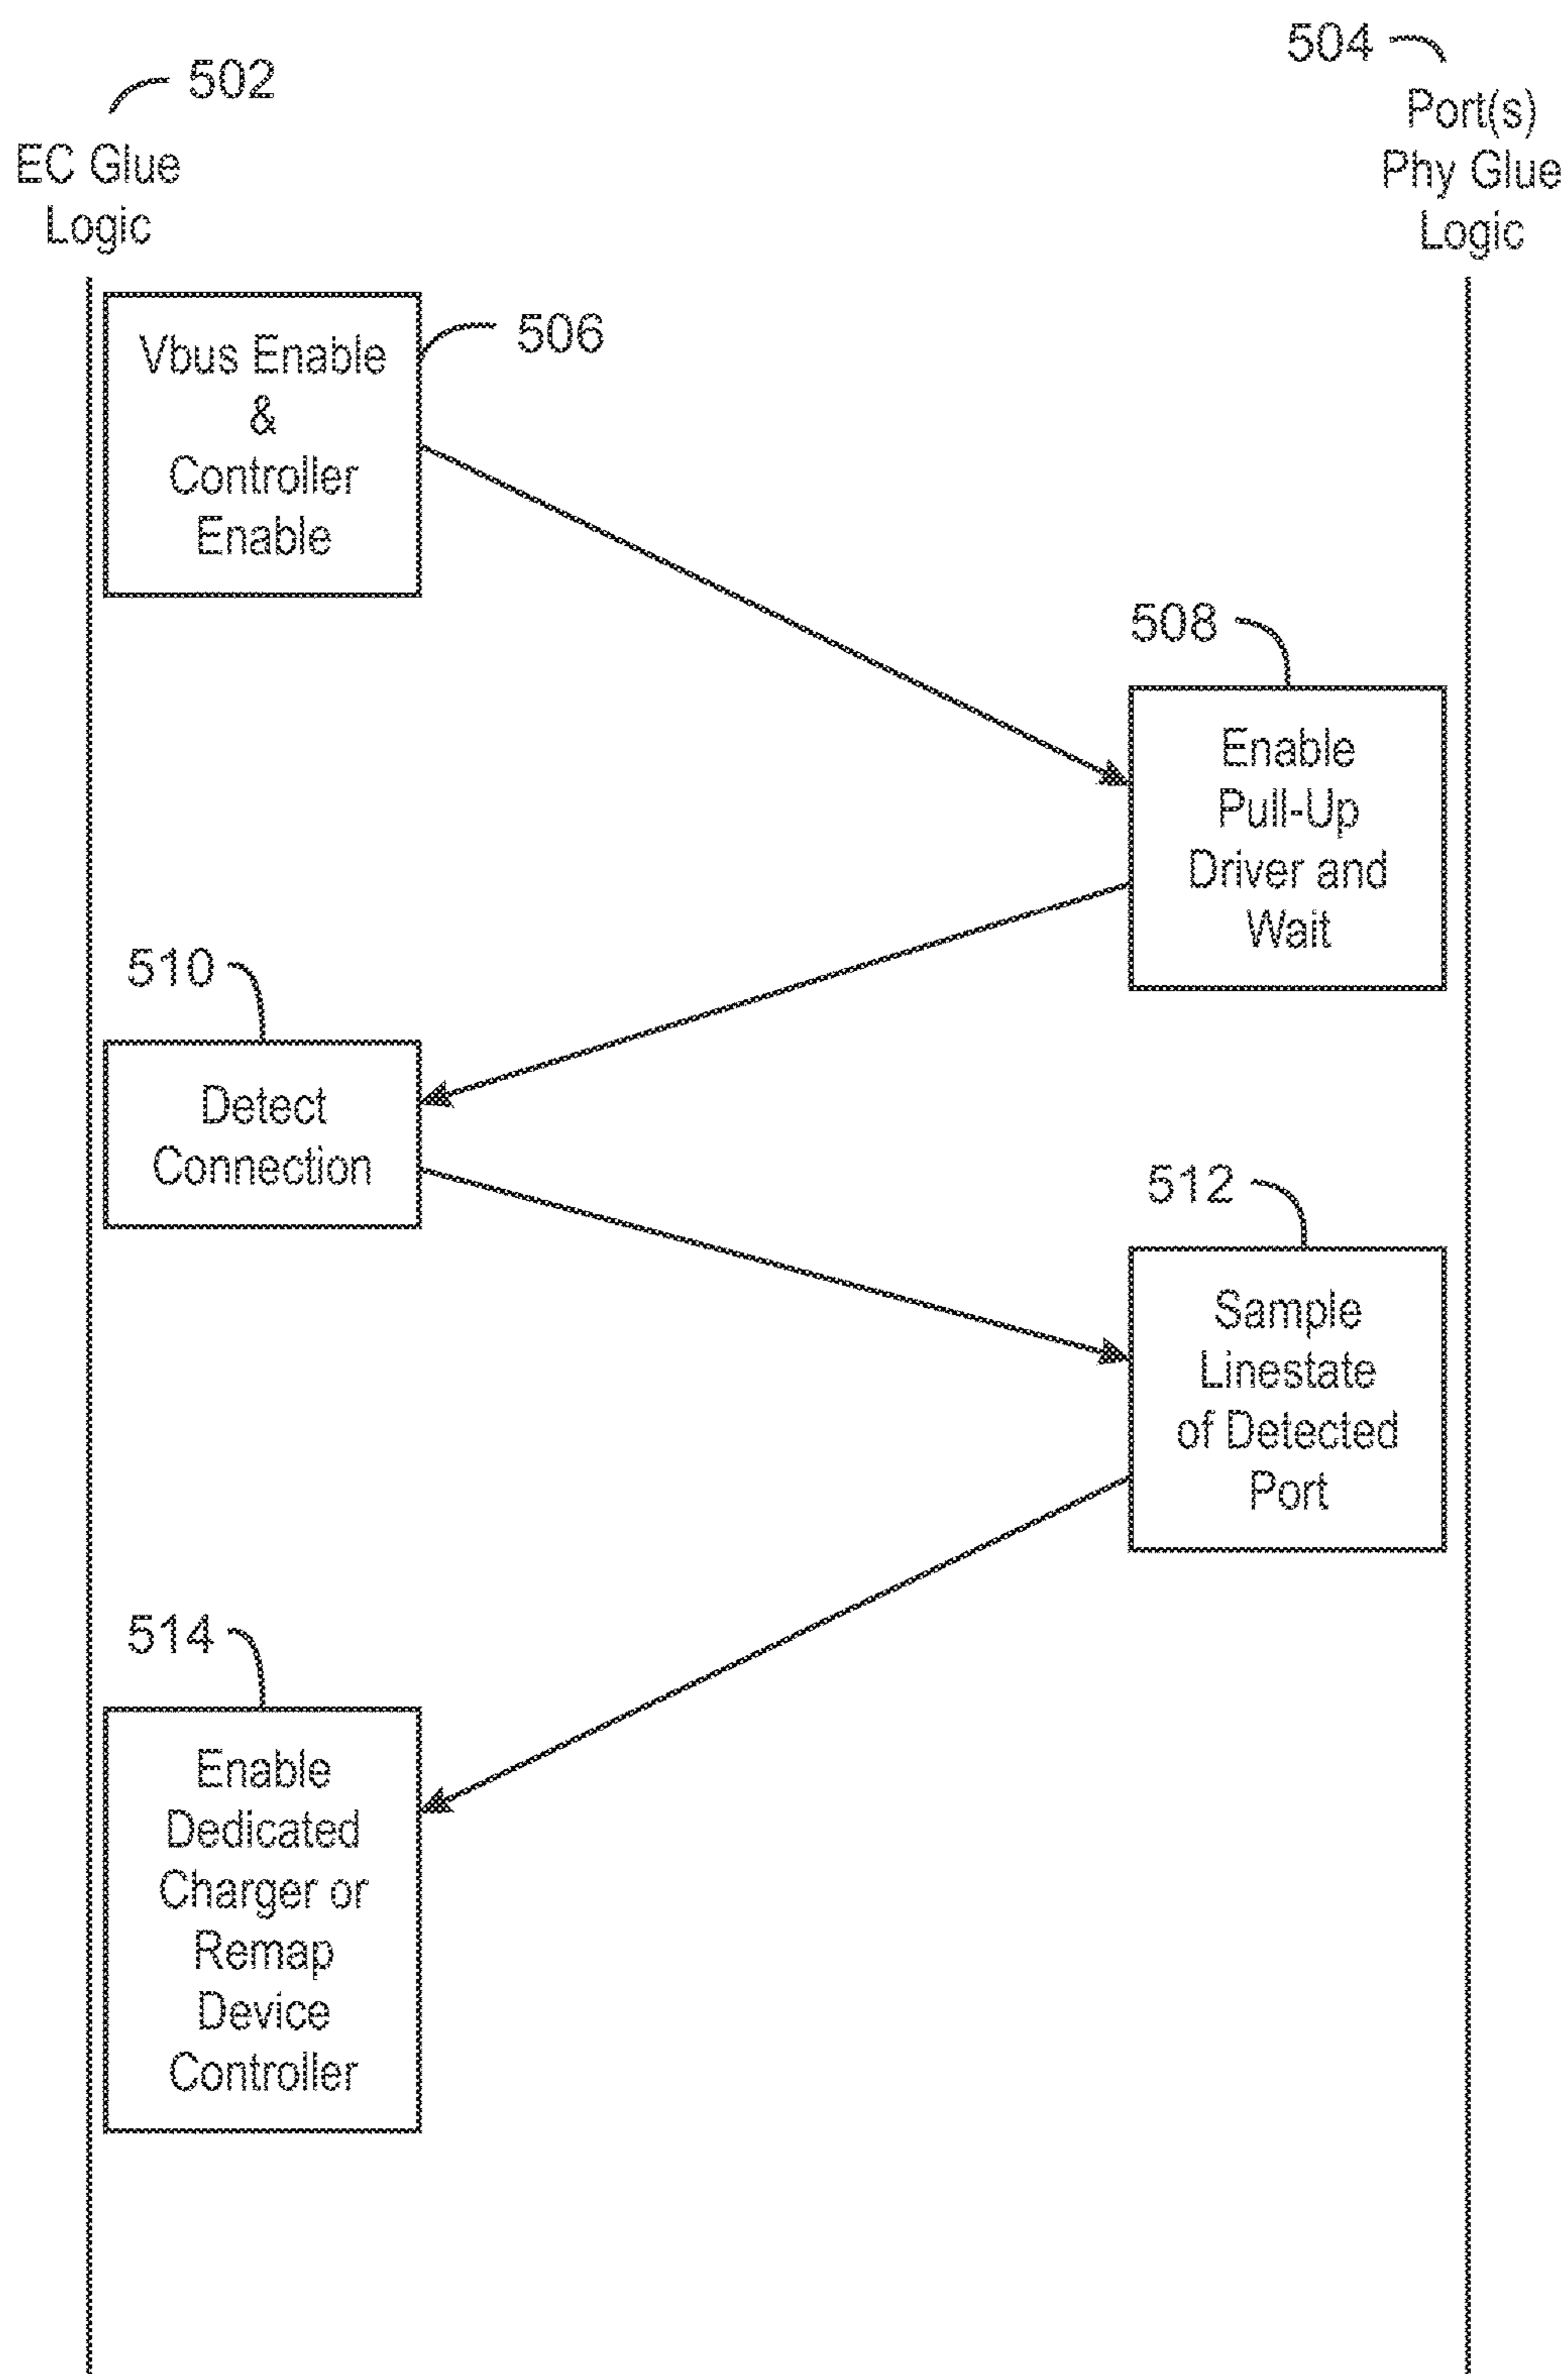 502
EC Glue
Logic
504
Port(s)
Phy Glue
Logic
Vbus Enable
&
Controller
Enable
506
508
Enable
Pull-Up
Driver and
Wait
510
Detect
Connection
512
Sample
Linestate
of Detected
Port
514
Enable
Dedicated
Charger or
Remap
Device
Controller